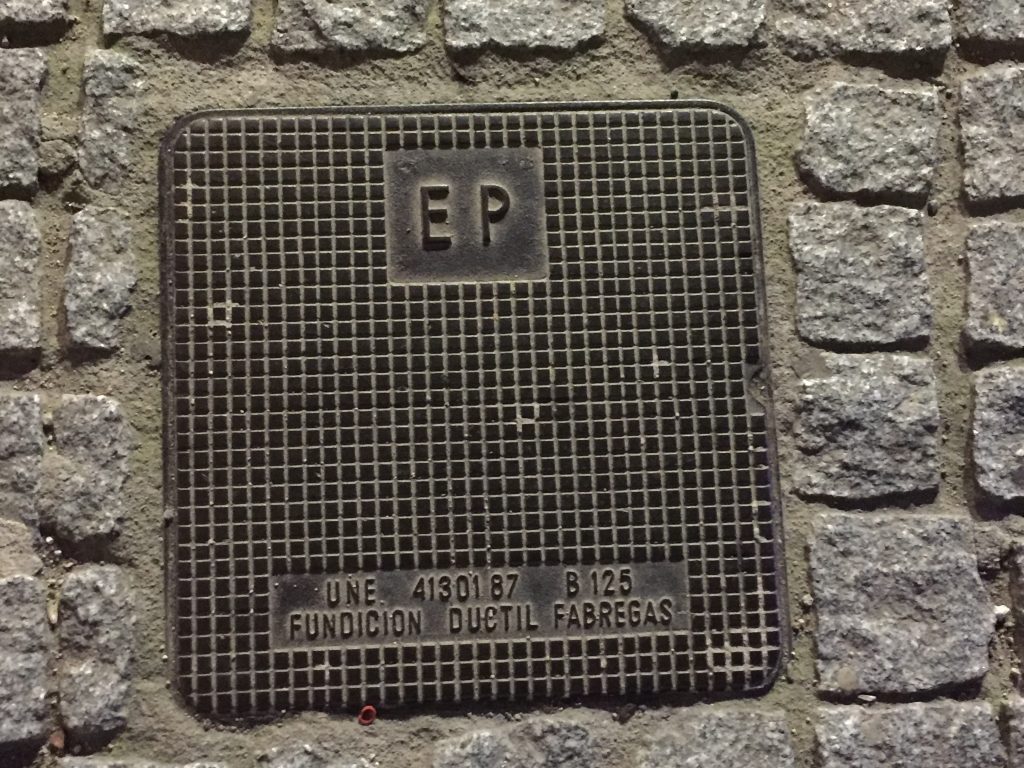 EP
UNE. 41301 87 B 125
FUNDICION DUCTIL FABREGAS